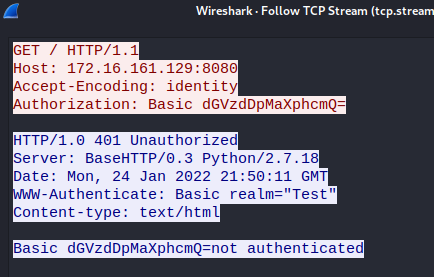 Wireshark · Follow TCP Stream (tcp.stream
GET / HTTP/1.1
Host: 172.16.161.129:8080
Accept-Encoding: identity
Authorization: Basic dGVzdDpMaXphcmQ=
HTTP/1.0 401 Unauthorized
Server: BaseHTTP/0.3 Python/2.7.18
Date: Mon, 24 Jan 2022 21:50:11 GMT
WWW-Authenticate: Basic realm="Test"
Content-type: text/html
Basic dGVzdDpMaXphcmQ=not authenticated